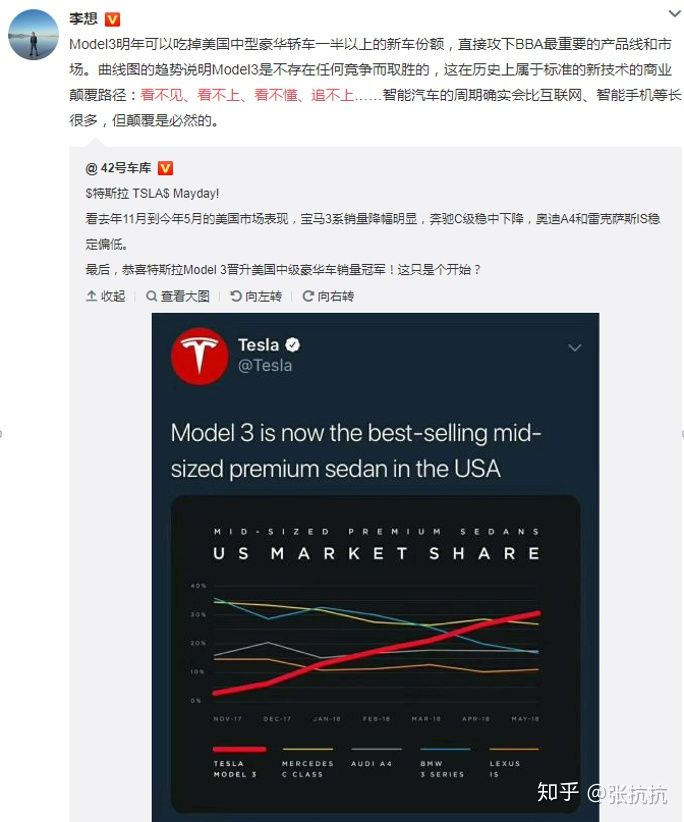 李想
Model3明年可以吃掉美国中型豪华轿车一半以上的新车份额，直接攻下BBA最重要的产品线和市
场。曲线图的趋势说明Model3是不存在任何竞争而取胜的，这在历史上属于标准的新技术的商业
颠覆路径：看不见、看不上、看不懂、追不上……智能汽车的周期确实会比互联网、智能手机等长
很多，但颠覆是必然的。
@ 42号车库
$特斯拉 TSLA$ Mayday!
看去年11月到今年5月的美国市场表现，宝马3系销量降幅明显，奔驰C级稳中下降，奥迪A4和雷克萨斯IS稳
定偏低。
最后，恭喜特斯拉Model 3晋升美国中级豪华车销量冠军！这只是个开始？
收起 查看大图 向左转 向右转
Tesla
@Tesla
Model 3 is now the best-selling mid-
sized premium sedan in the USA
MID-SIZED PREMIUM SEDANS
US MARKET SHARE
40%
30%
20%
10%
0%
NOV-17 DEC-17 JAN-18 FEB-18 MAR-18 APR-18 MAY-18
TESLA MERCEDES AUDI A4 BMW LEXUS
MODEL 3 C CLASS 3 SERIES IS
知乎 @张抗抗